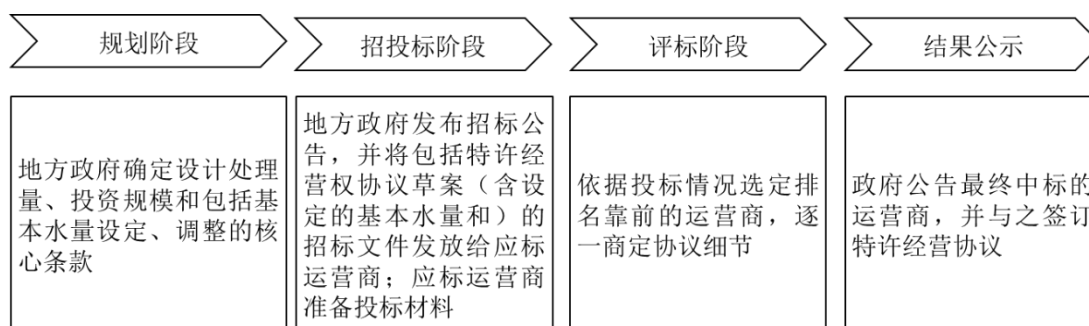 规划阶段
招投标阶段
评标阶段
结果公示
地方政府确定设计处理
量、投资规模和包括基
本水量设定、调整的核
心条款
地方政府发布招标公
告，并将包括特许经
营权协议草案（含设
定的基本水量和）的
招标文件发放给应标
运营商；应标运营商
准备投标材料
依据投标情况选定排
名靠前的运营商，逐
一商定协议细节
政府公告最终中标的
运营商，并与之签订
特许经营协议